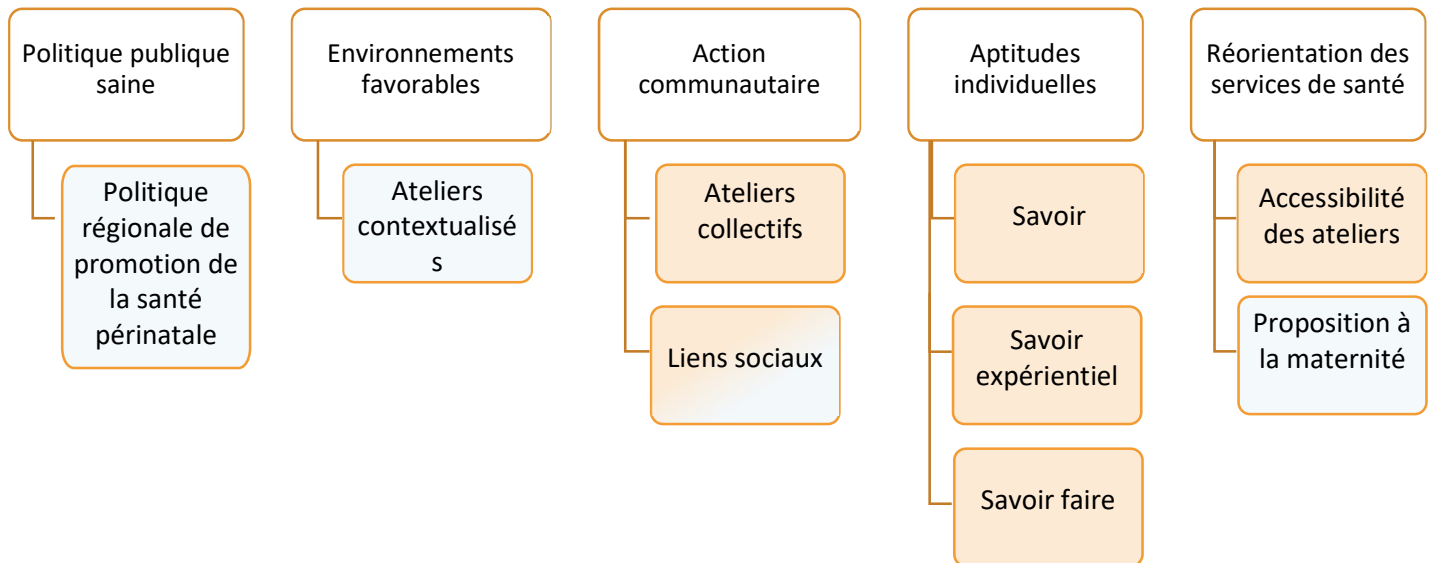 Politique publique
saine
Environnements
favorables
Action
communautaire
Aptitudes
individuelles
Réorientation des
services de santé
Politique
régionale de
promotion de
la santé
périnatale
Ateliers
contextualisé
s
Ateliers
collectifs
Liens sociaux
Savoir
Savoir
expérientiel
Savoir faire
Accessibilité
des ateliers
Proposition à
la maternité